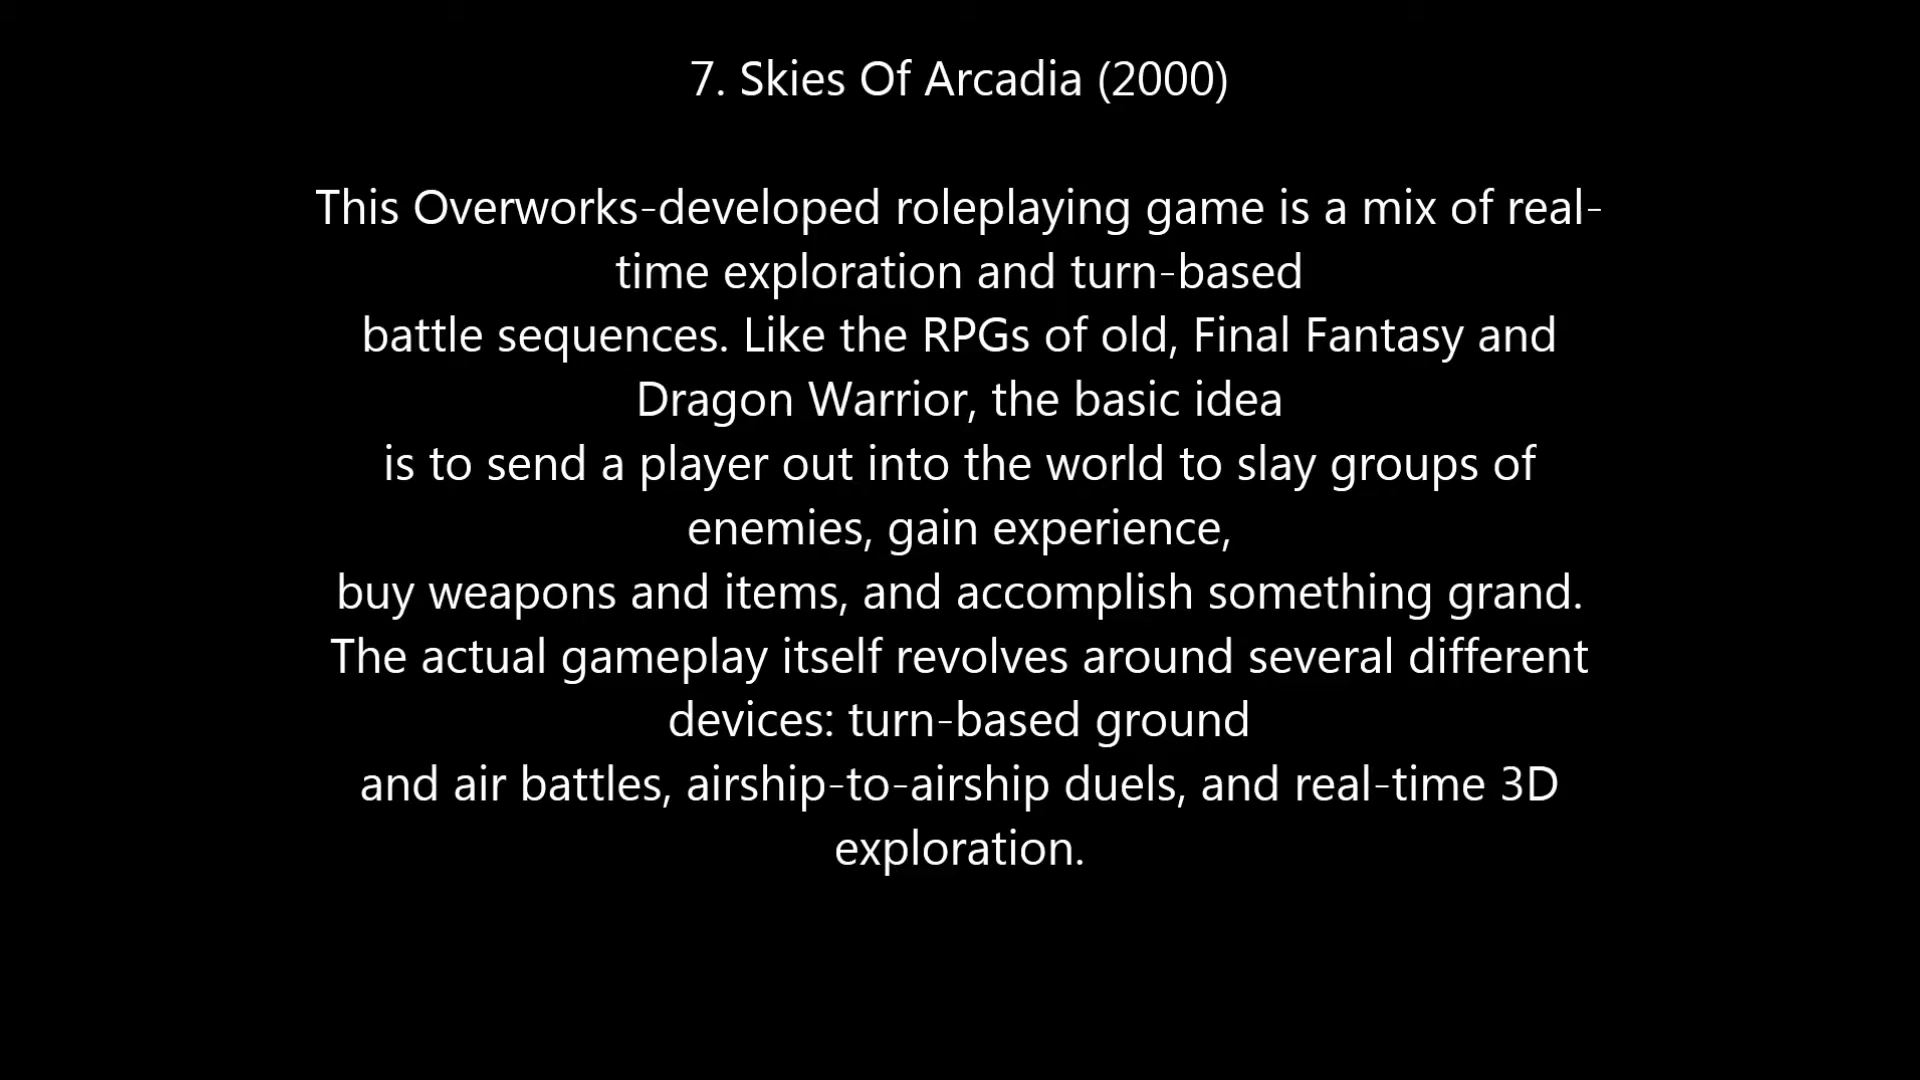 7. Skies Of Arcadia (2000)
This Overworks-developed roleplaying game is a mix of real-
time exploration and turn-based
battle sequences. Like the RPGs of old, Final Fantasy and
Dragon Warrior, the basic idea
is to send a player out into the world to slay groups of
enemies, gain experience,
buy weapons and items, and accomplish something grand.
The actual gameplay itself revolves around several different
devices: turn-based ground
and air battles, airship-to-airship duels, and real-time 3D
exploration.